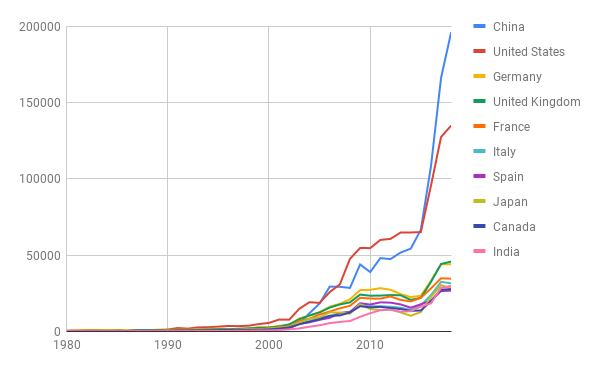 200000
150000
100000
50000
0
1980
1990
2000
2010
China
United States
Germany
United Kingdom
France
Italy
Spain
Japan
Canada
India